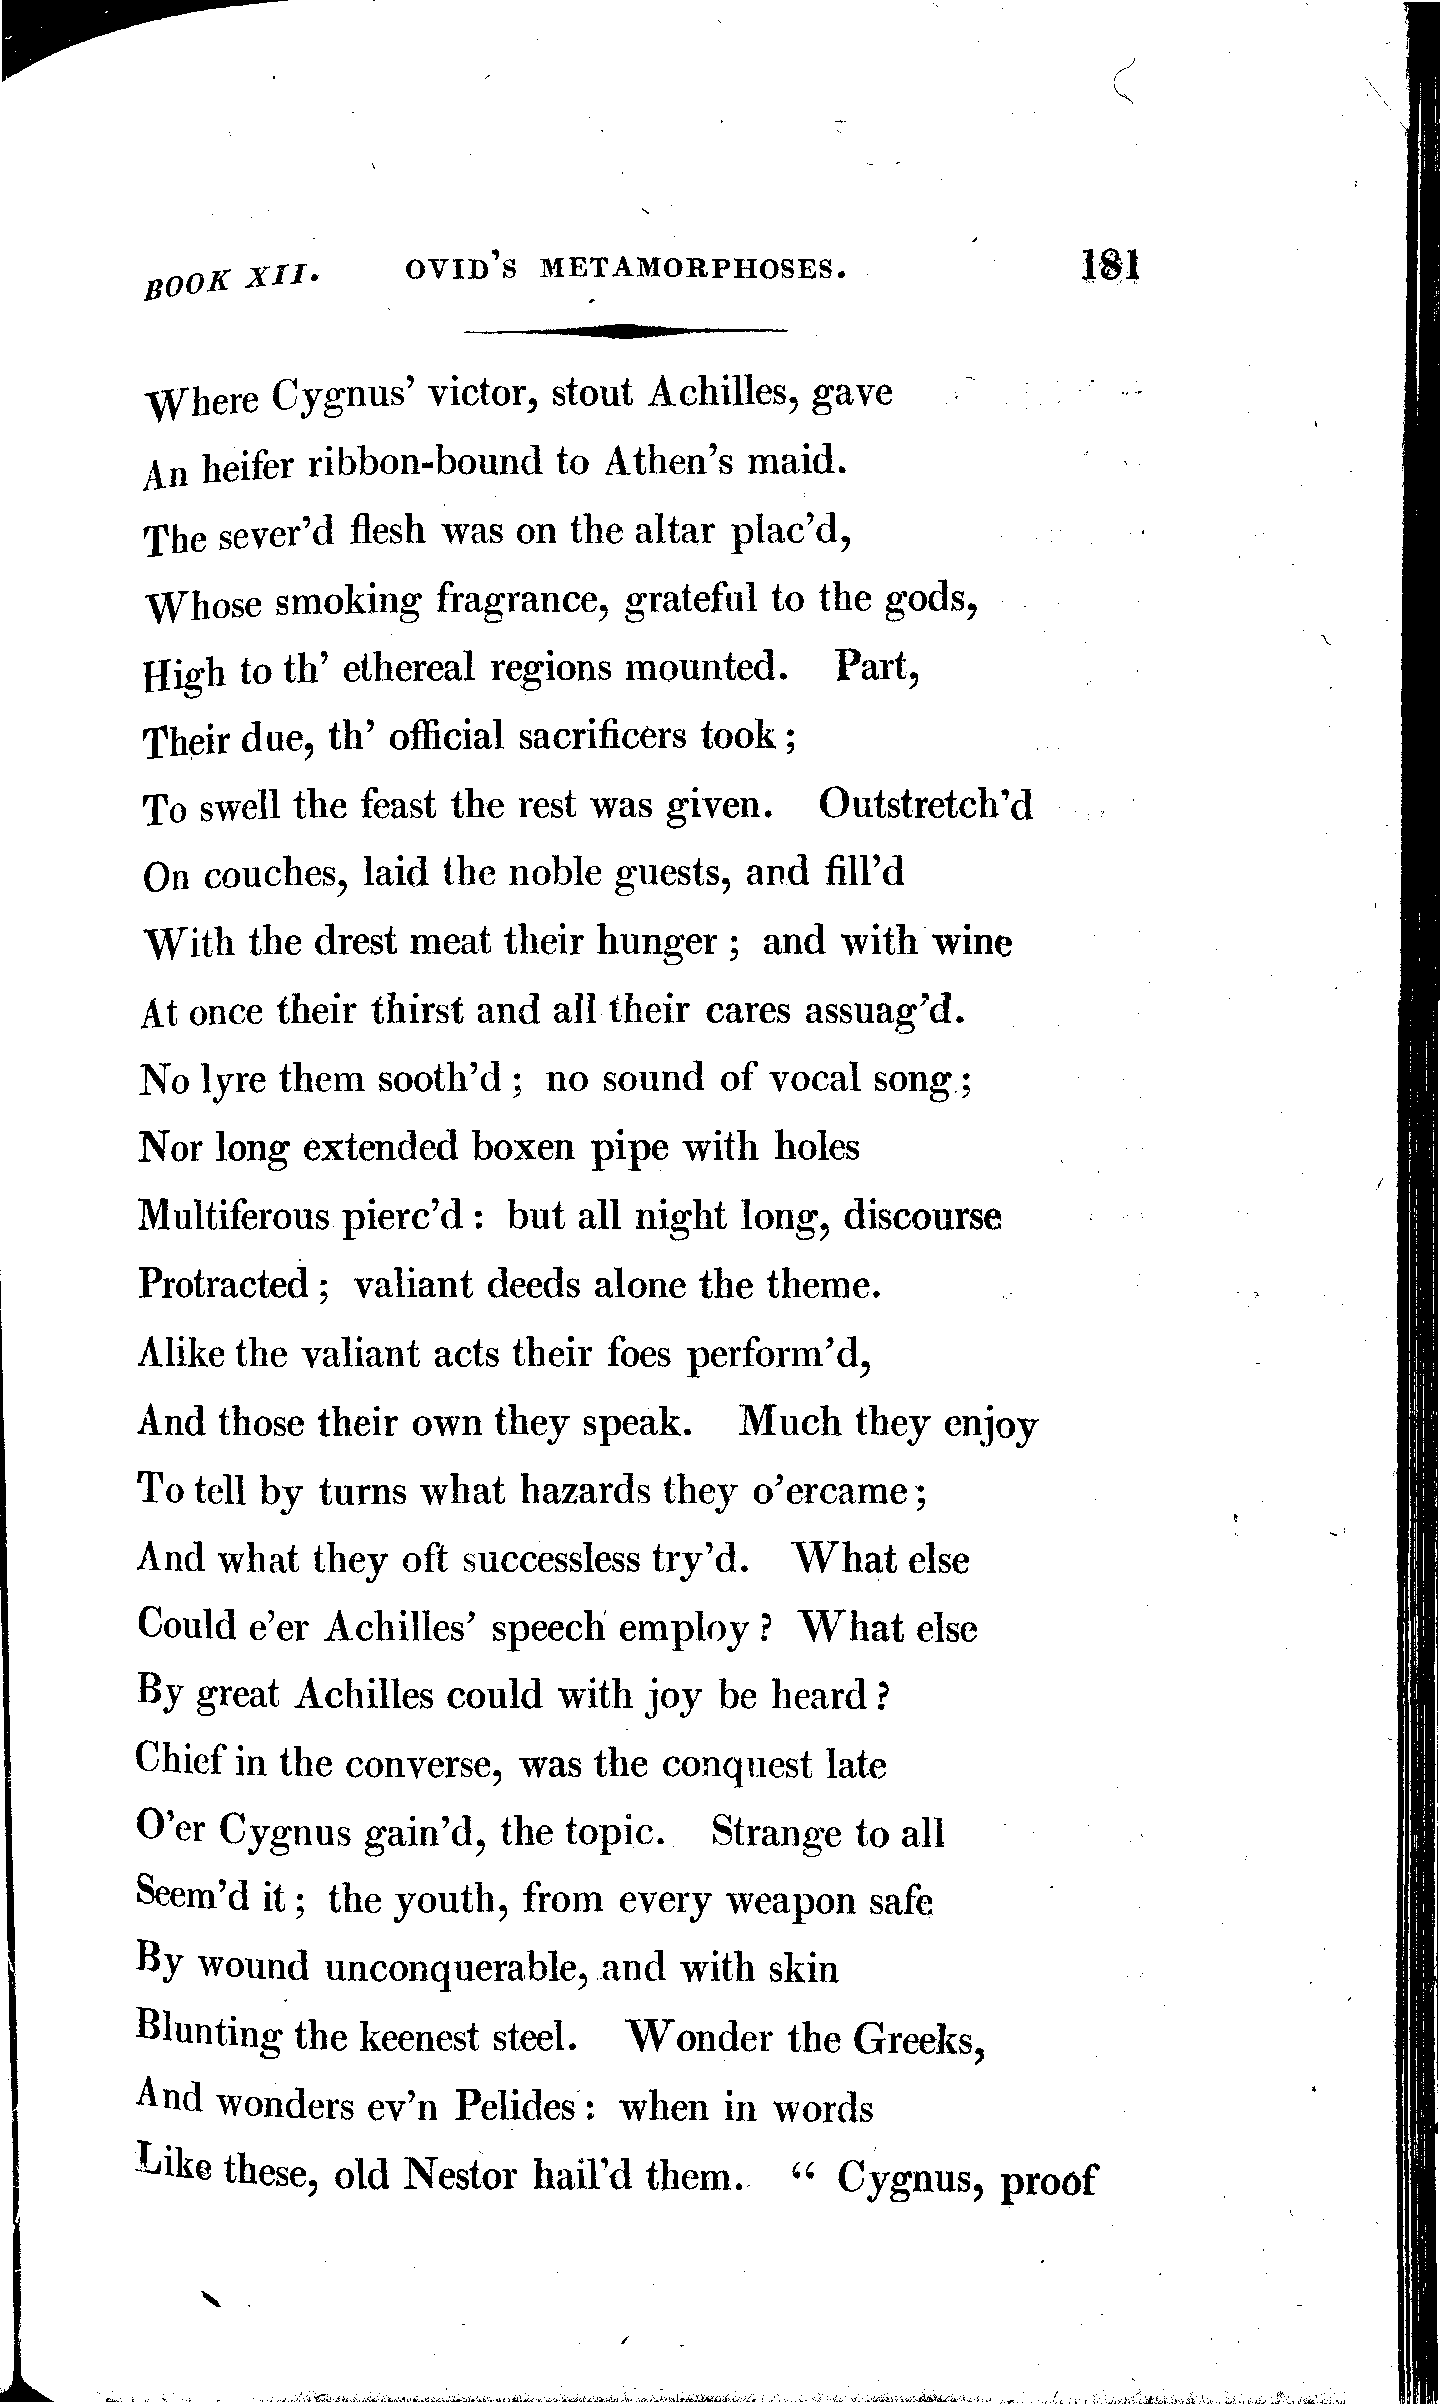 BOOK XII. OVID'S METAMORPHOSES. 181
Where Cygnus' victor, stout Achilles, gave
An heifer ribbon-bound to Athen's maid.
The sever'd flesh was on the altar plac'd,
Whose smoking fragrance, grateful to the gods,
High to th' ethereal regions mounted. Part,
Their due, th' official sacrificers took;
To swell the feast the rest was given. Outstretch'd
On couches, laid the noble guests, and fill'd
With the drest meat their hunger; and with wine
At once their thirst and all their cares assuag'd.
No lyre them sooth'd; no sound of vocal song;
Nor long extended boxen pipe with holes
Multiferous pierc'd: but all night long, discourse
Protracted; valiant deeds alone the theme.
Alike the valiant acts their foes perform'd,
And those their own they speak. Much they enjoy
To tell by turns what hazards they o'ercame;
And what they oft successless try'd. What else
Could e'er Achilles' speech employ? What else
By great Achilles could with joy be heard?
Chief in the converse, was the conquest late
O'er Cygnus gain'd, the topic. Strange to all
Seem'd it; the youth, from every weapon safe
By wound unconquerable, and with skin
Blunting the keenest steel. Wonder the Greeks,
And wonders ev'n Pelides: when in words
Like these, old Nestor hail'd them. "Cygnus, proof